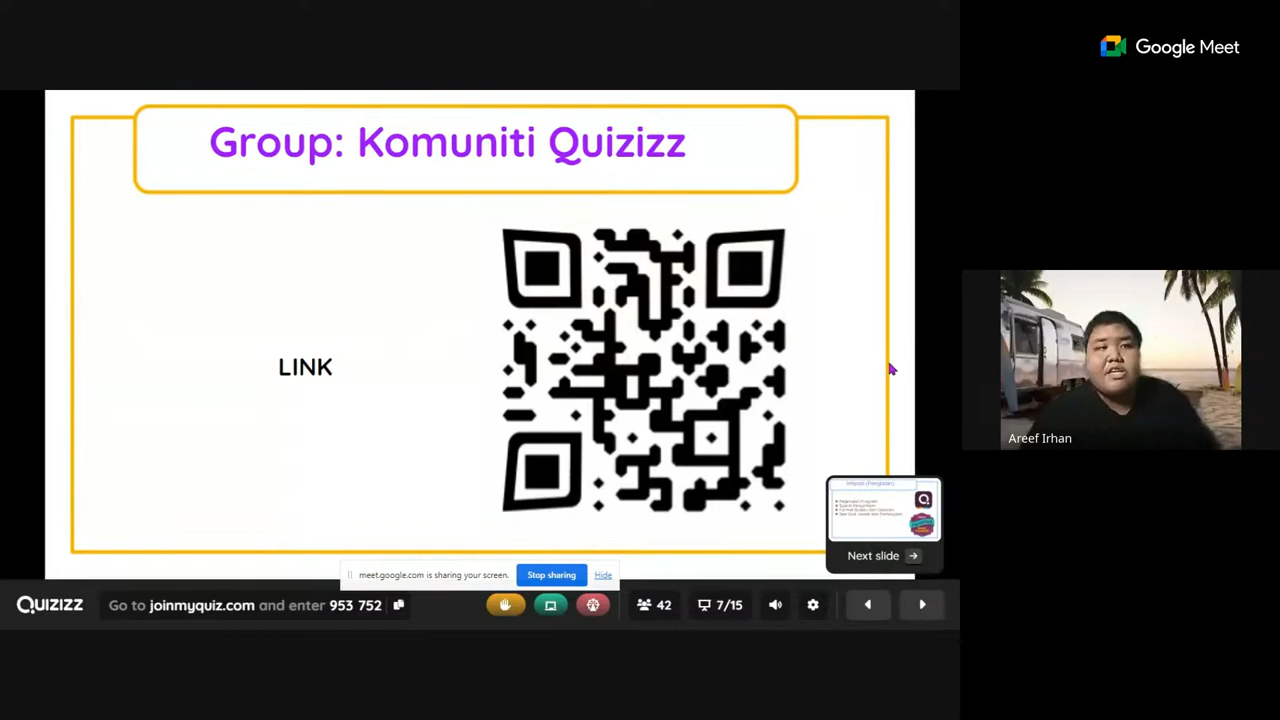 Google Meet
Group: Komuniti Quizizz
LINK
Areef Irhan
Next slide
meet.google.com is sharing your screen.
Stop sharing
Hide
QUIZIZZ
Go to joinmyquiz.com and enter 953 752
42
7/15